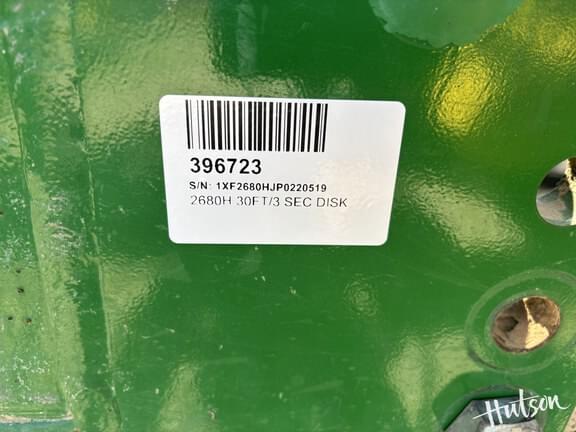 396723
S/N: 1XF2680HJP0220519
2680H 30FT/3 SEC DISK
Hutson